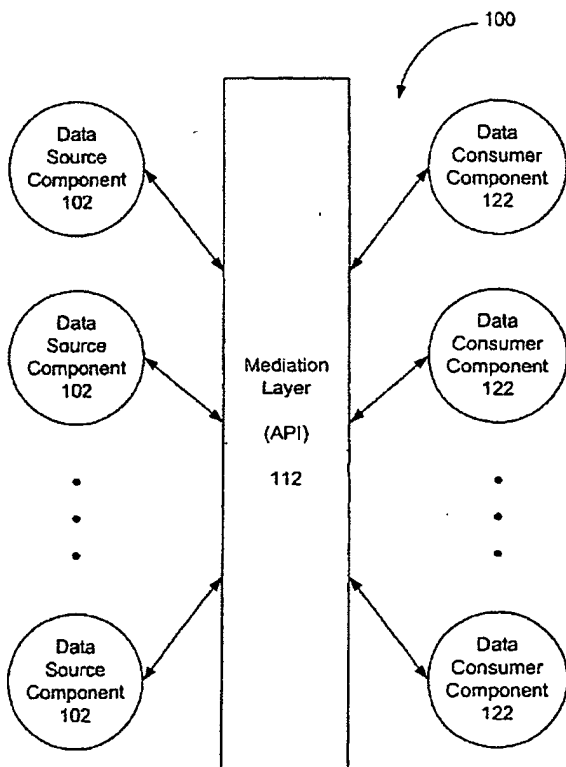 100
Data
Source
Component
102
Data
Consumer
Component
122
Data
Source
Component
102
Mediation
Layer
(API)
112
Data
Consumer
Component
122
Data
Source
Component
102
Data
Consumer
Component
122